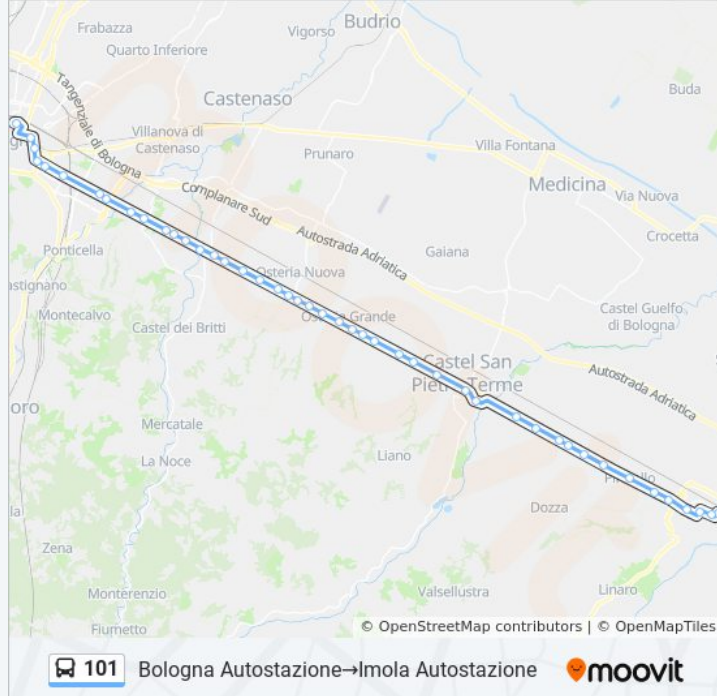 Frabazza
Budrio
Vigorso
Quarto Inferiore
Tangenziale di Bologna
Castenaso
Buda
Villanova di
Castenaso
Villa Fontana
Prunaro
Medicina
Via Nuova
Complanare Sud
Autostrada Adriatica
Crocetta
Ponticella
Gaiana
Osteria Nuova
Montecalvo
Castel dei Britti
Castel Guelfo
di Bologna
Castel San
Pietro Terme
Autostrada Adriatica
Mercatale
La Noce
Liano
Dozza
Zena
Monterenzio
Valsellustra
Linaro
Fiumetto
© OpenStreetMap contributors | © OpenMapTiles
101 Bologna Autostazione→Imola Autostazione moovit